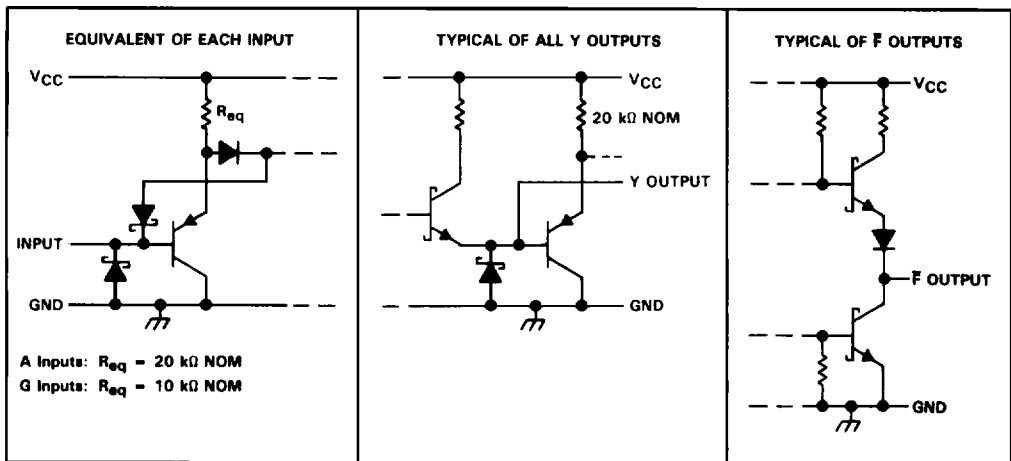 EQUIVALENT OF EACH INPUT
VCC
Req
INPUT
GND
A Inputs: Req = 20 kΩ NOM
G Inputs: Req = 10 kΩ NOM
TYPICAL OF ALL Y OUTPUTS
VCC
20 kΩ NOM
Y OUTPUT
GND
TYPICAL OF F̅ OUTPUTS
VCC
F̅ OUTPUT
GND